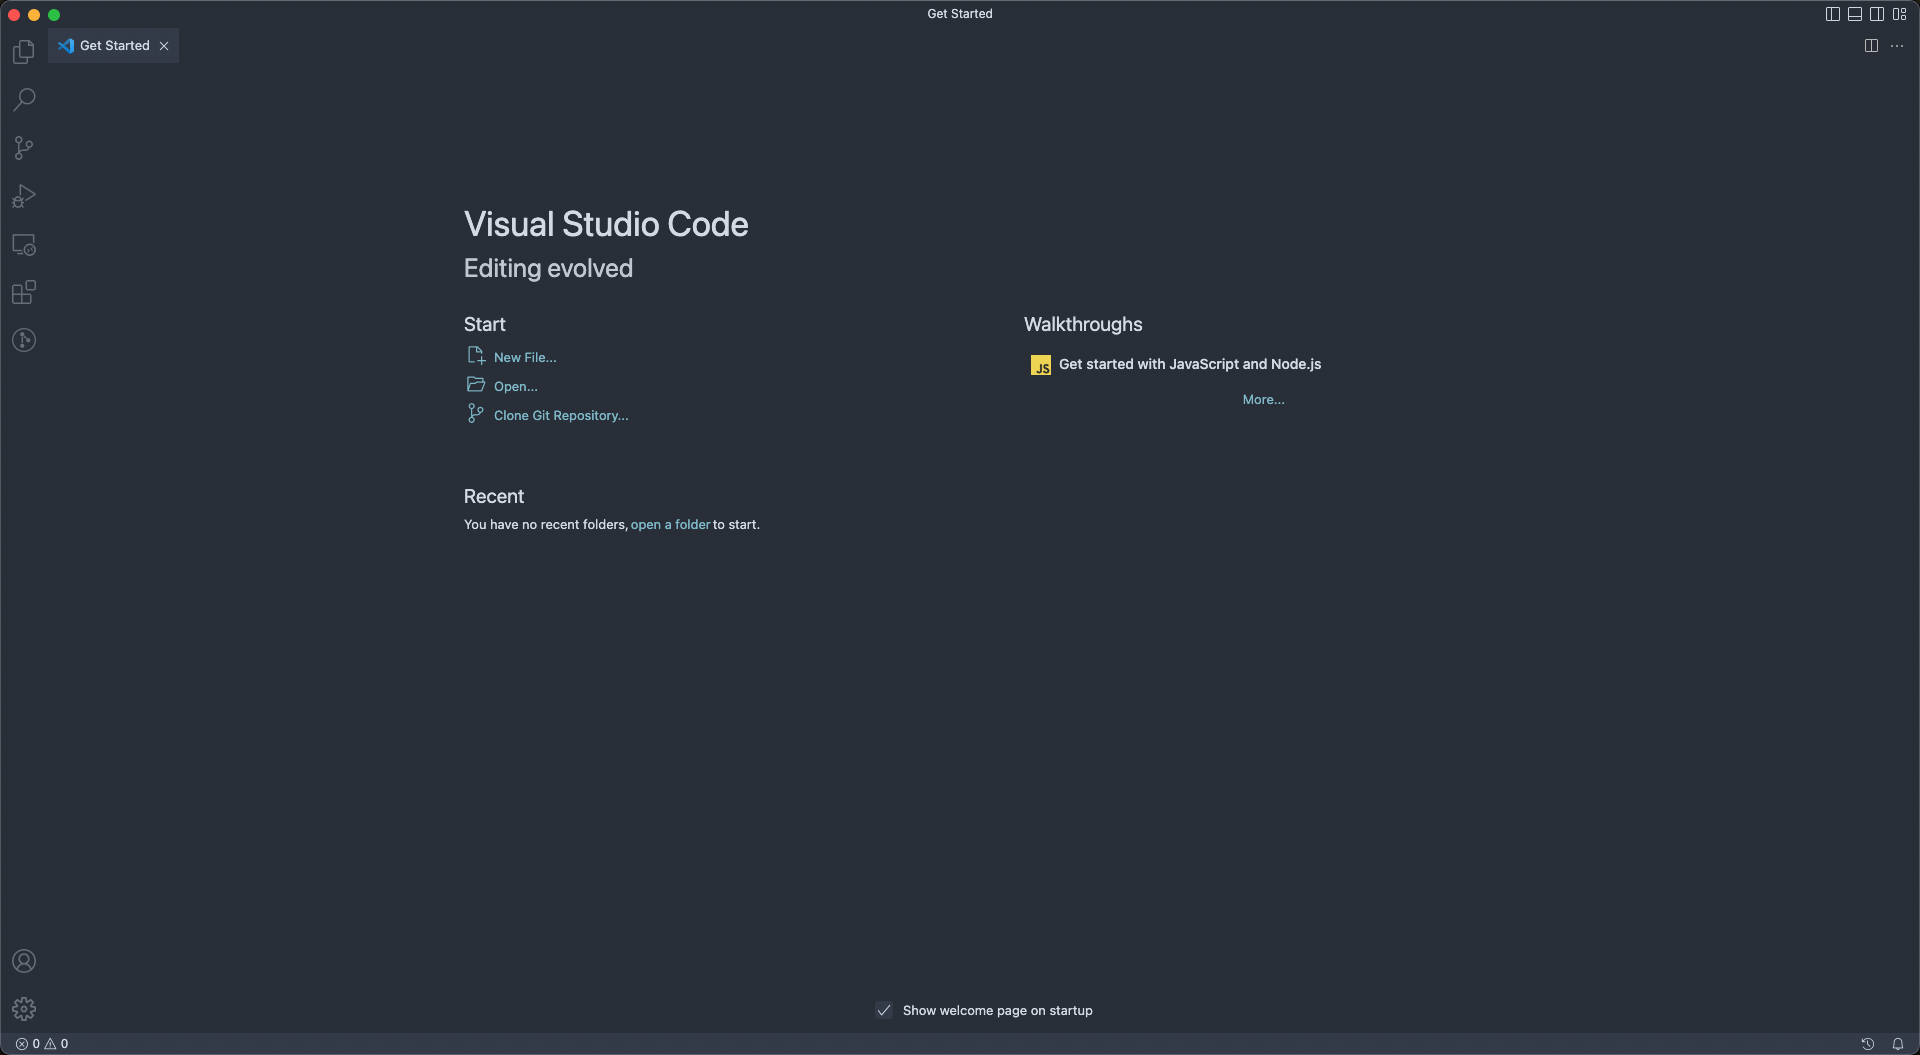 Get Started
Get Started
Visual Studio Code
Editing evolved
Start
New File...
Open...
Clone Git Repository...
Recent
You have no recent folders, open a folder to start.
Walkthroughs
JS Get started with JavaScript and Node.js
More...
Show welcome page on startup
0 0